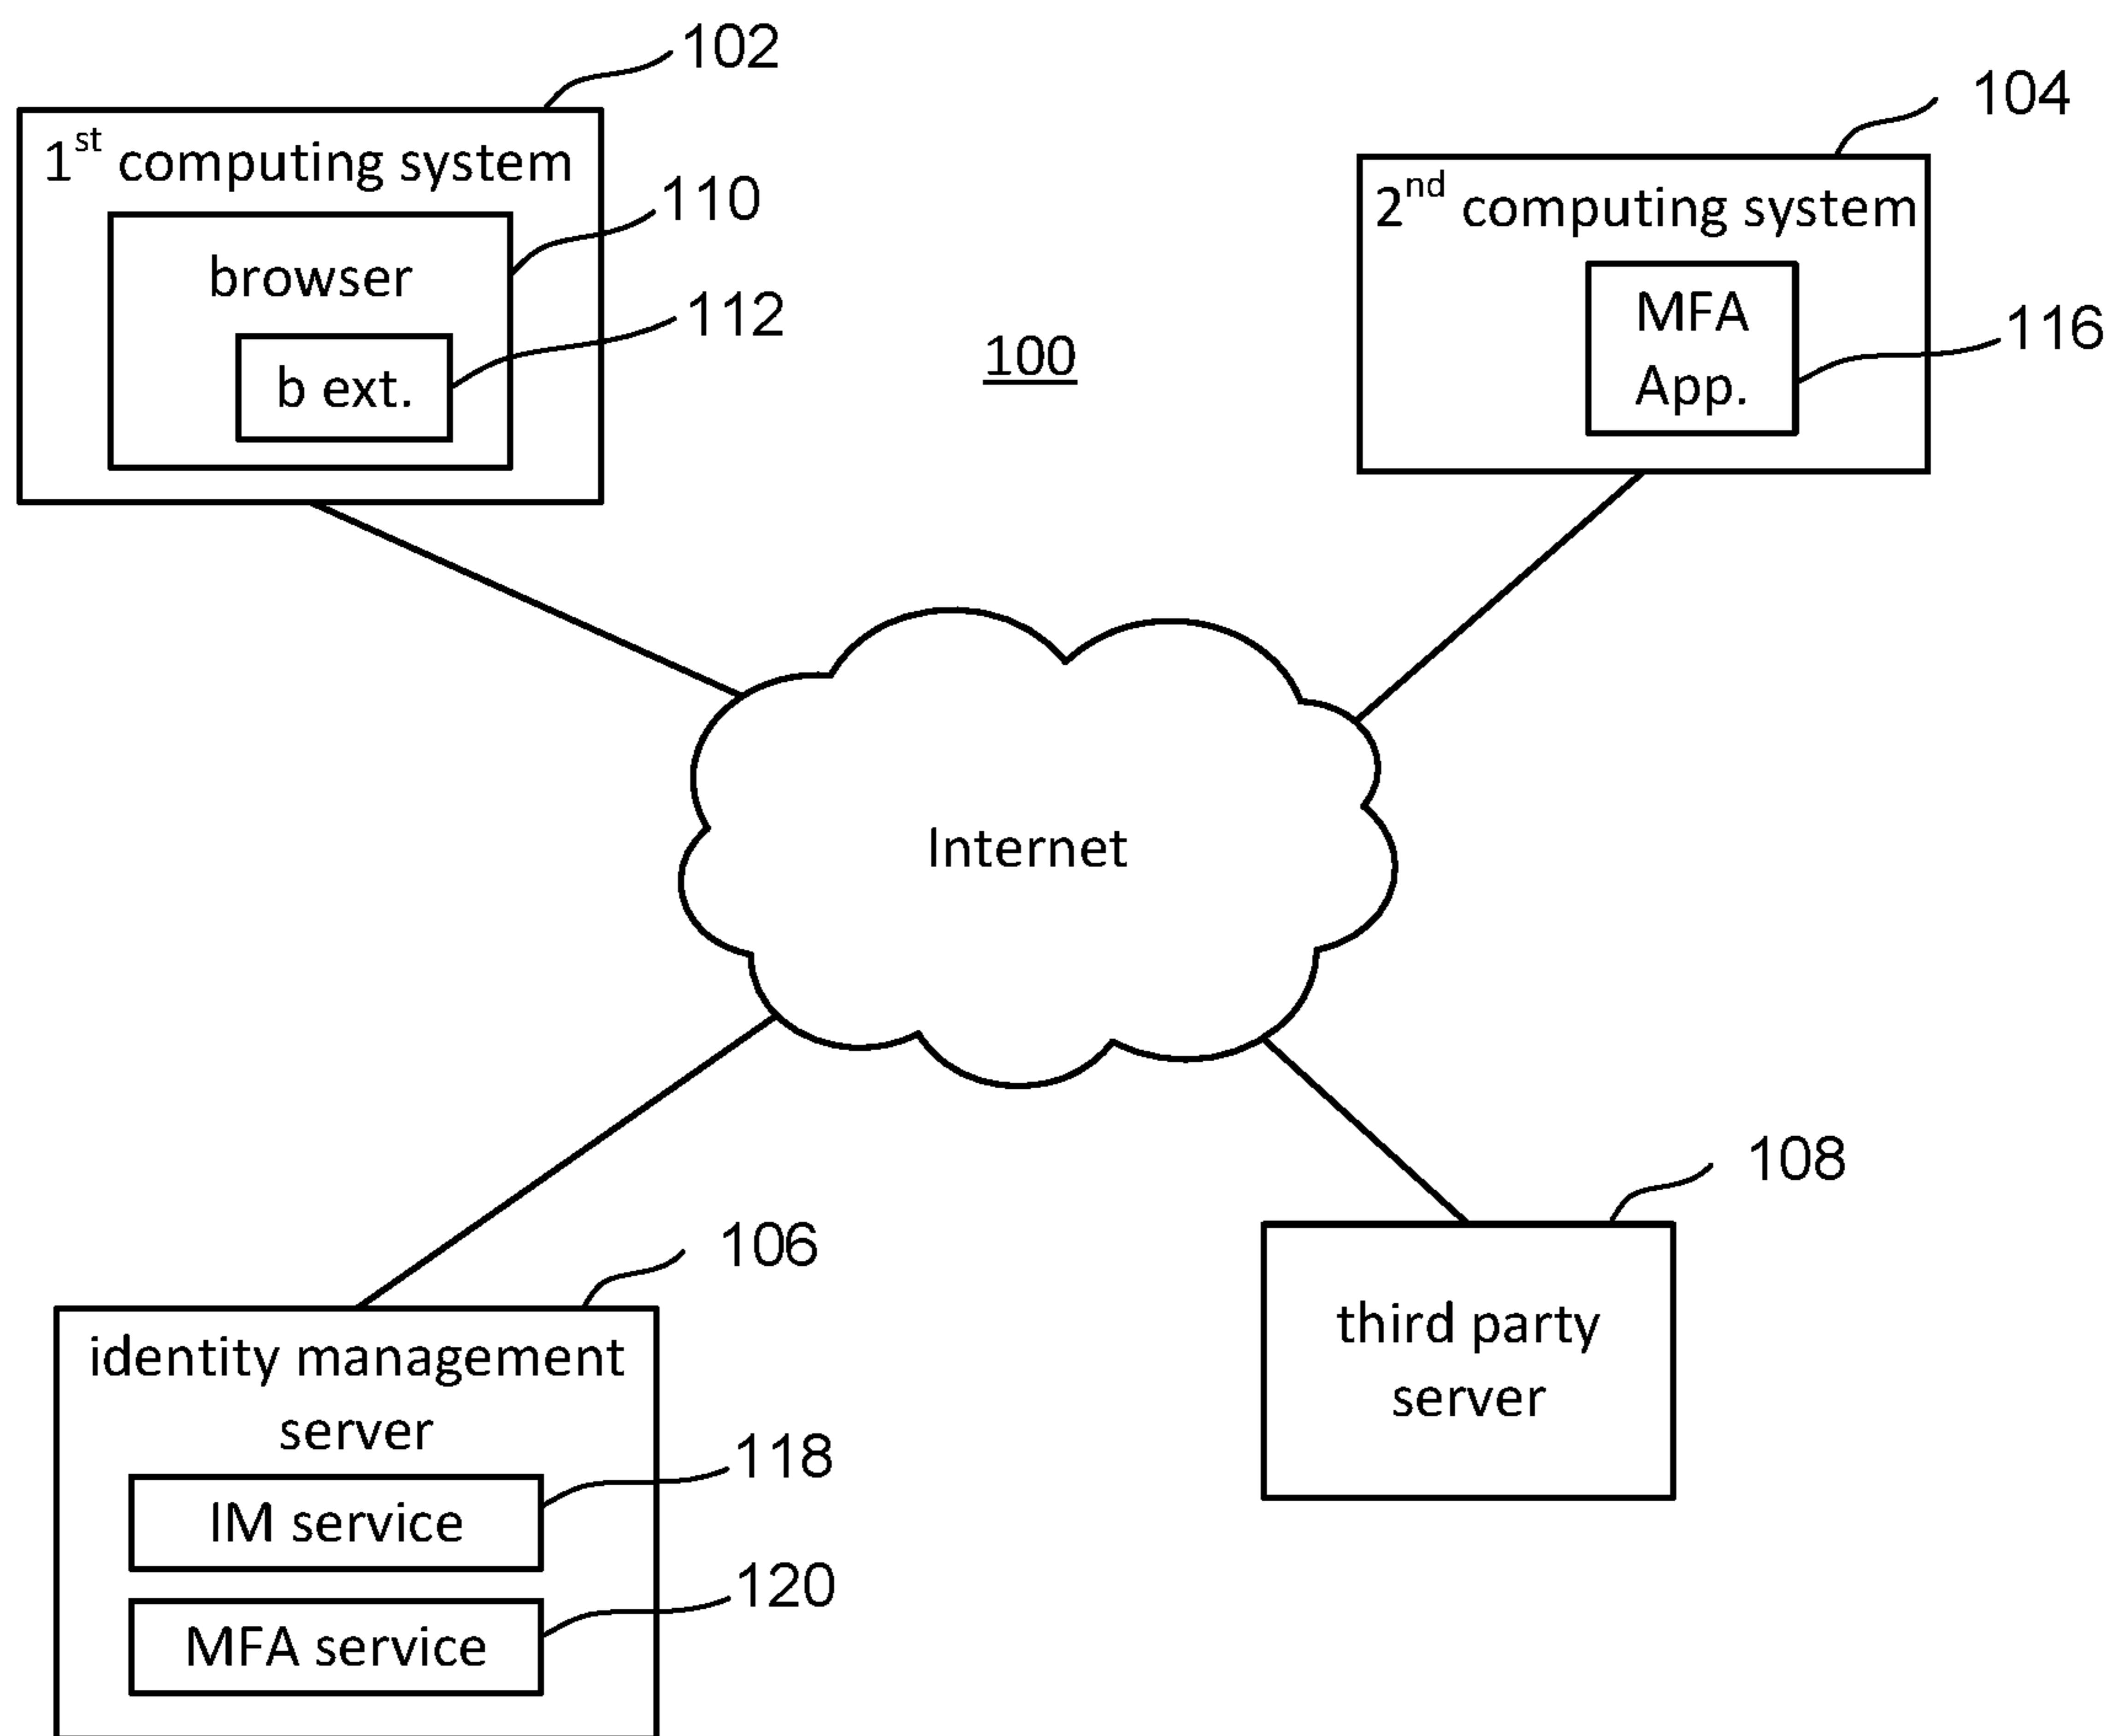 102
1st computing system
110
browser
112
b ext.
100
104
2nd computing system
MFA
App.
116
Internet
106
identity management
server
118
IM service
120
MFA service
108
third party
server